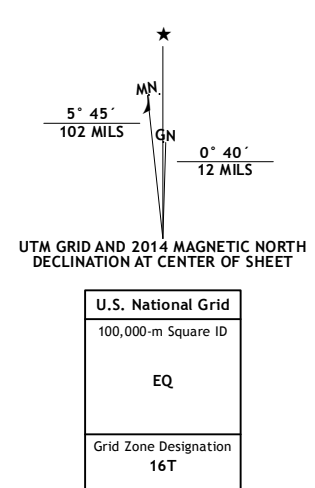 ★
MN
5° 45´
102 MILS
GN
0° 40´
12 MILS
UTM GRID AND 2014 MAGNETIC NORTH
DECLINATION AT CENTER OF SHEET
U.S. National Grid
100,000-m Square ID
EQ
Grid Zone Designation
16T